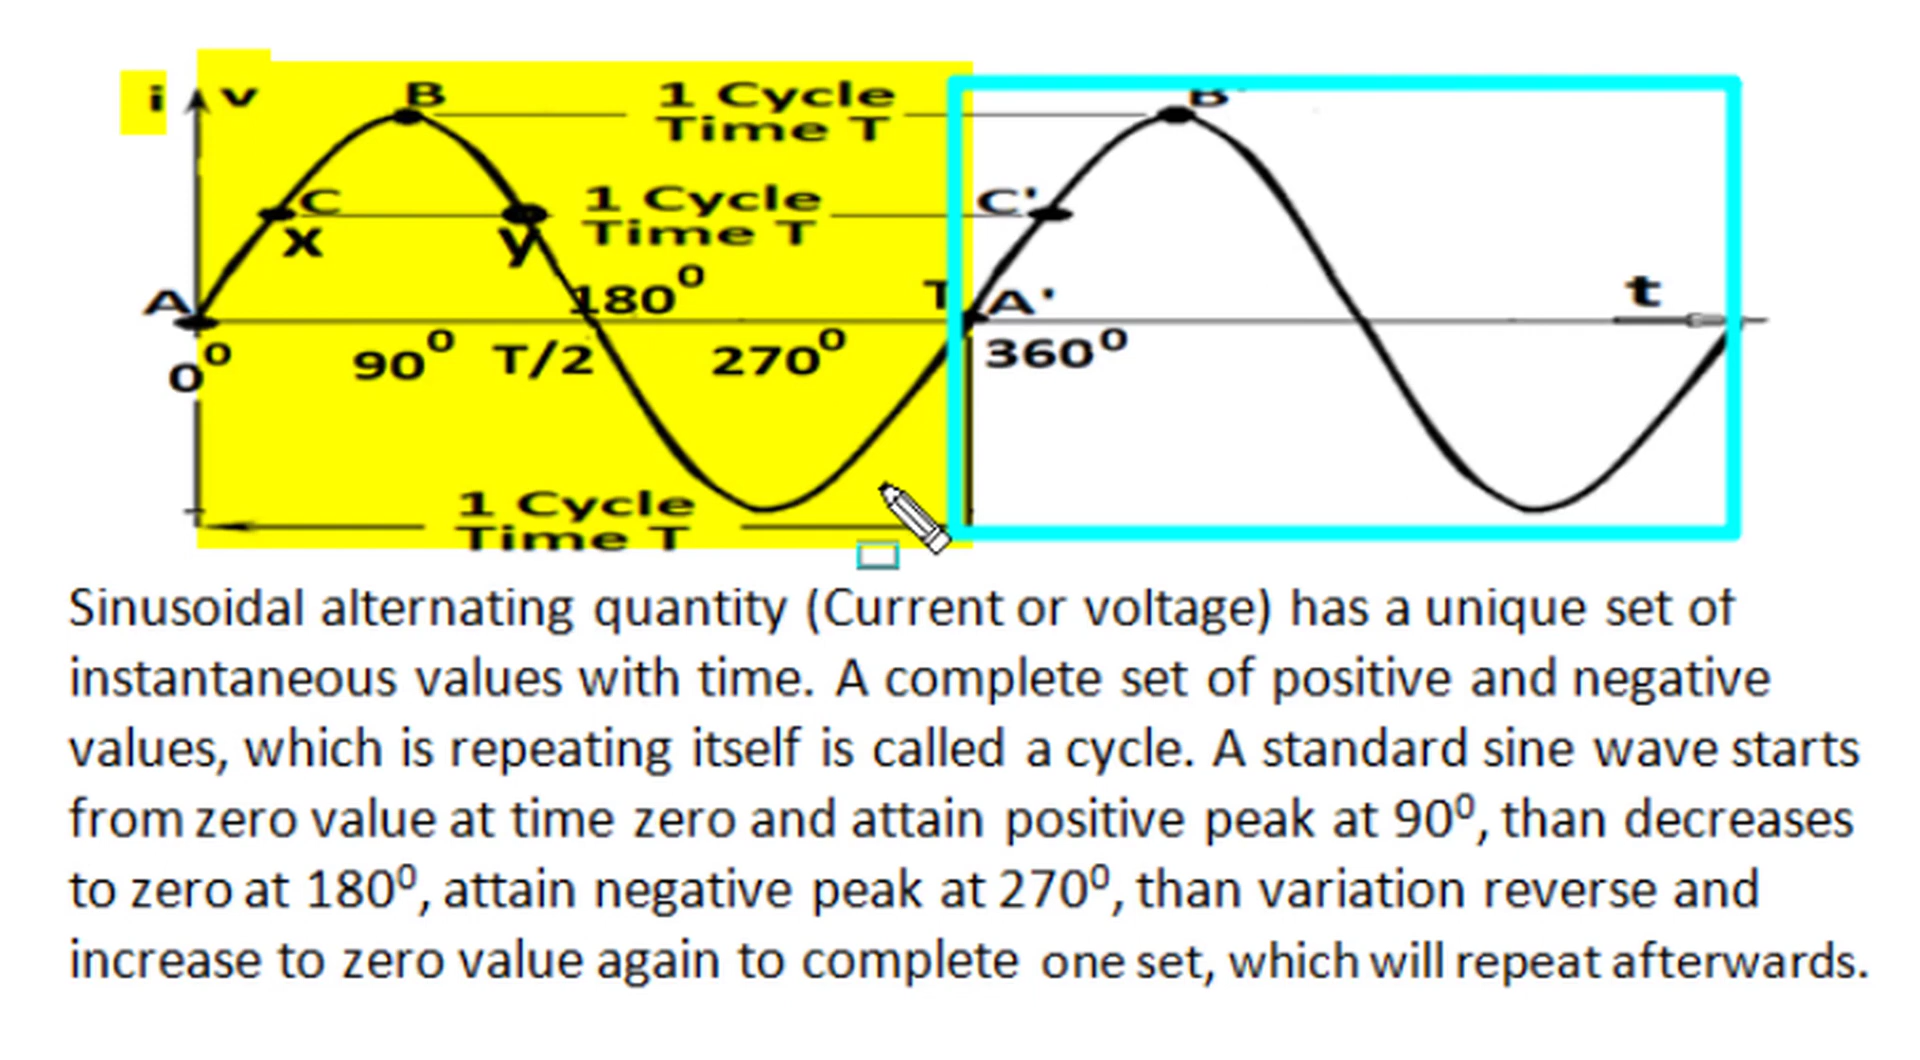 i v B 1 Cycle B'
Time T
C 1 Cycle C'
x y Time T
A 180⁰ T A' t
0⁰ 90⁰ T/2 270⁰ 360⁰
1 Cycle
Time T
Sinusoidal alternating quantity (Current or voltage) has a unique set of
instantaneous values with time. A complete set of positive and negative
values, which is repeating itself is called a cycle. A standard sine wave starts
from zero value at time zero and attain positive peak at 90⁰, than decreases
to zero at 180⁰, attain negative peak at 270⁰, than variation reverse and
increase to zero value again to complete one set, which will repeat afterwards.